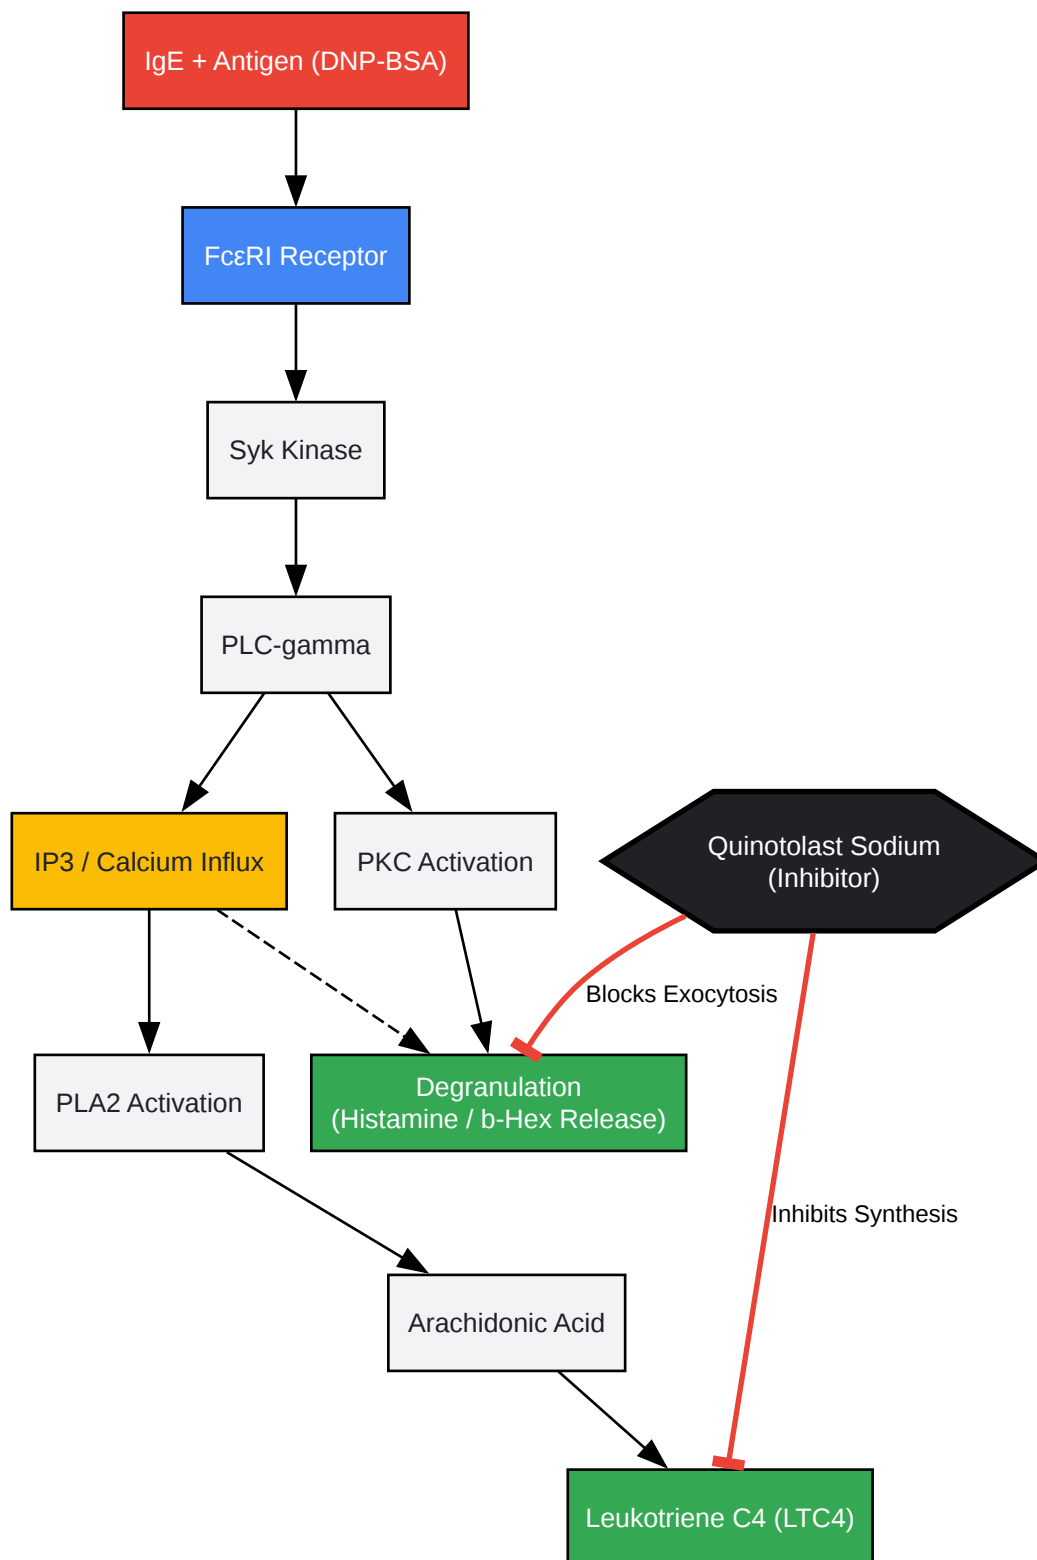 IgE + Antigen (DNP-BSA)
FcεRI Receptor
Syk Kinase
PLC-gamma
IP3 / Calcium Influx
PKC Activation
Quinotolast Sodium
(Inhibitor)
Blocks Exocytosis
PLA2 Activation
Degranulation
(Histamine / b-Hex Release)
Inhibits Synthesis
Arachidonic Acid
Leukotriene C4 (LTC4)